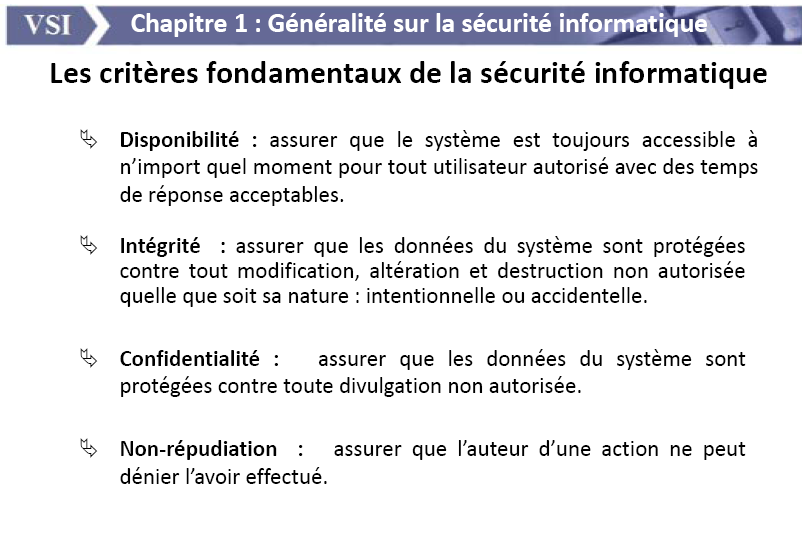 VSI Chapitre 1 : Généralité sur la sécurité informatique
Les critères fondamentaux de la sécurité informatique
Disponibilité : assurer que le système est toujours accessible à
n’import quel moment pour tout utilisateur autorisé avec des temps
de réponse acceptables.
Intégrité : assurer que les données du système sont protégées
contre tout modification, altération et destruction non autorisée
quelle que soit sa nature : intentionnelle ou accidentelle.
Confidentialité : assurer que les données du système sont
protégées contre toute divulgation non autorisée.
Non-répudiation : assurer que l’auteur d’une action ne peut
dénier l’avoir effectué.